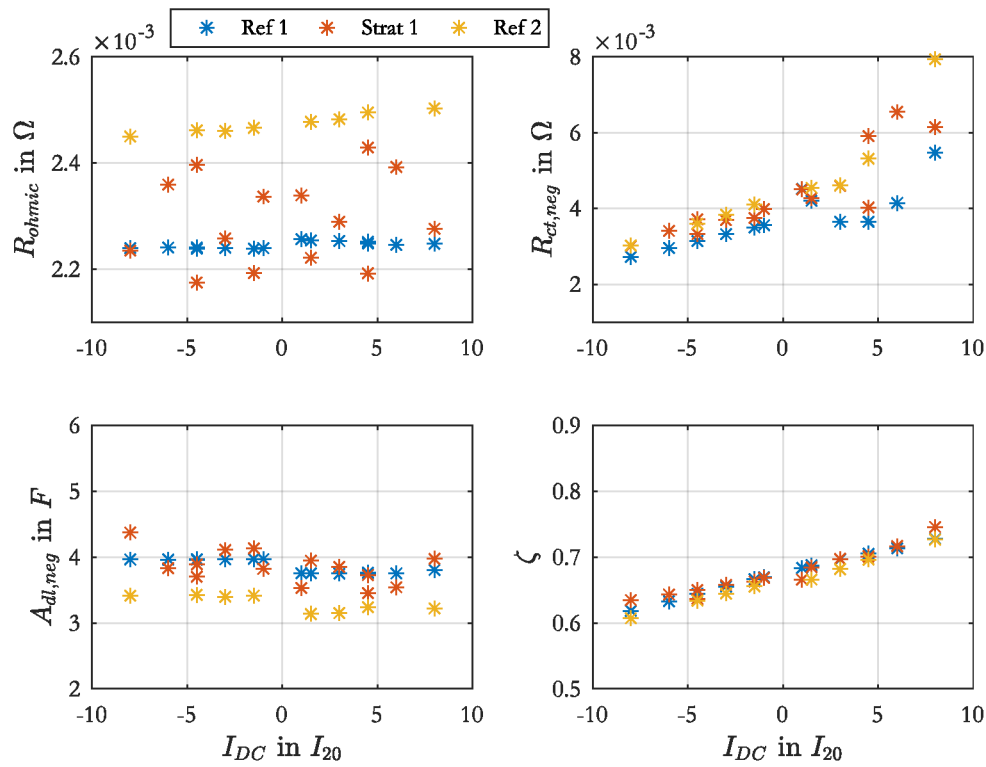 Ref 1 Strat 1 Ref 2
×10⁻³
2.6
2.4
2.2
-10 -5 0 5 10
R_ohmic in Ω
×10⁻³
8
6
4
2
-10 -5 0 5 10
R_ct,neg in Ω
6
5
4
3
2
-10 -5 0 5 10
A_dl,neg in F
I_DC in I_20
0.9
0.8
0.7
0.6
0.5
-10 -5 0 5 10
ζ
I_DC in I_20